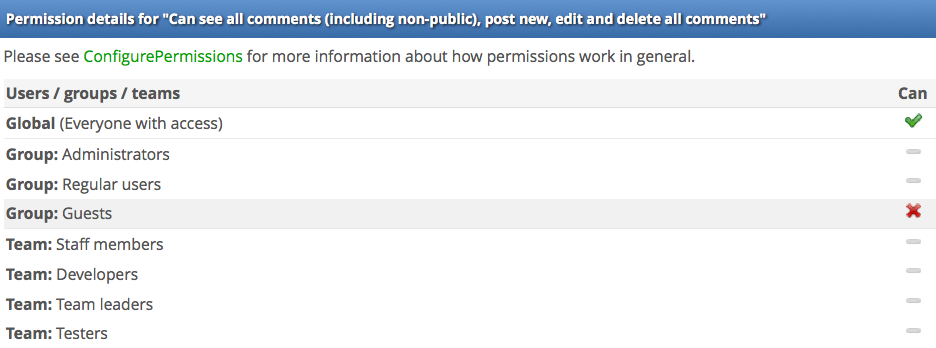 Permission details for "Can see all comments (including non-public), post new, edit and delete all comments"
Please see ConfigurePermissions for more information about how permissions work in general.
Users / groups / teams Can
Global (Everyone with access)
Group: Administrators
Group: Regular users
Group: Guests
Team: Staff members
Team: Developers
Team: Team leaders
Team: Testers